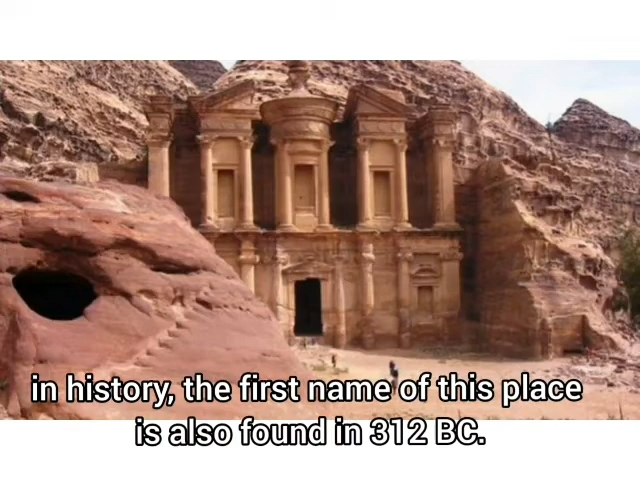 in history, the first name of this place
is also found in 312 BC.